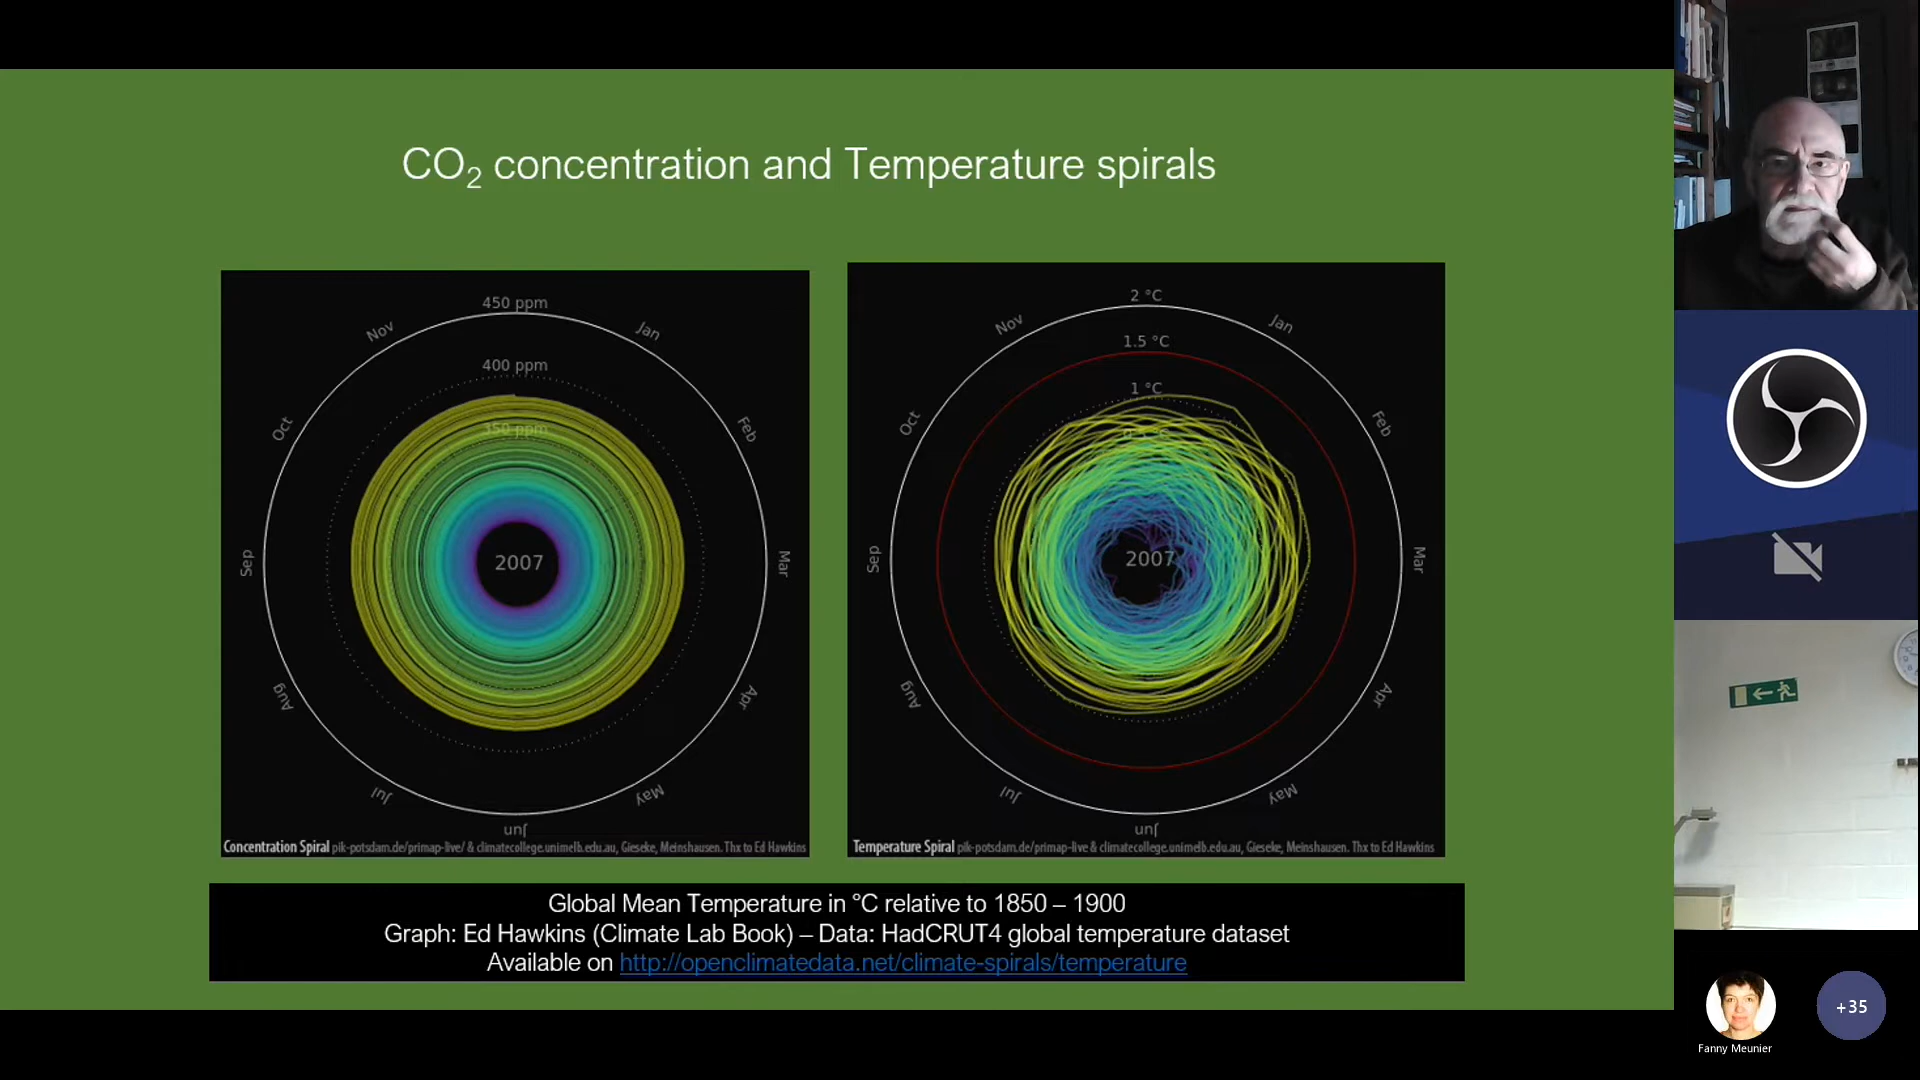 CO₂ concentration and Temperature spirals
450 ppm
400 ppm
350 ppm
2007
Jan
Feb
Mar
Apr
May
Jun
Jul
Aug
Sep
Oct
Nov
Concentration Spiral pik-potsdam.de/primap-live/ & climatecollege.unimelb.edu.au, Gieseke, Meinshausen. Thx to Ed Hawkins
2 °C
1.5 °C
1 °C
2007
Jan
Feb
Mar
Apr
May
Jun
Jul
Aug
Sep
Oct
Nov
Temperature Spiral pik-potsdam.de/primap-live & climatecollege.unimelb.edu.au, Gieseke, Meinshausen. Thx to Ed Hawkins
Global Mean Temperature in °C relative to 1850 – 1900
Graph: Ed Hawkins (Climate Lab Book) – Data: HadCRUT4 global temperature dataset
Available on http://openclimatedata.net/climate-spirals/temperature
+35
Fanny Meunier